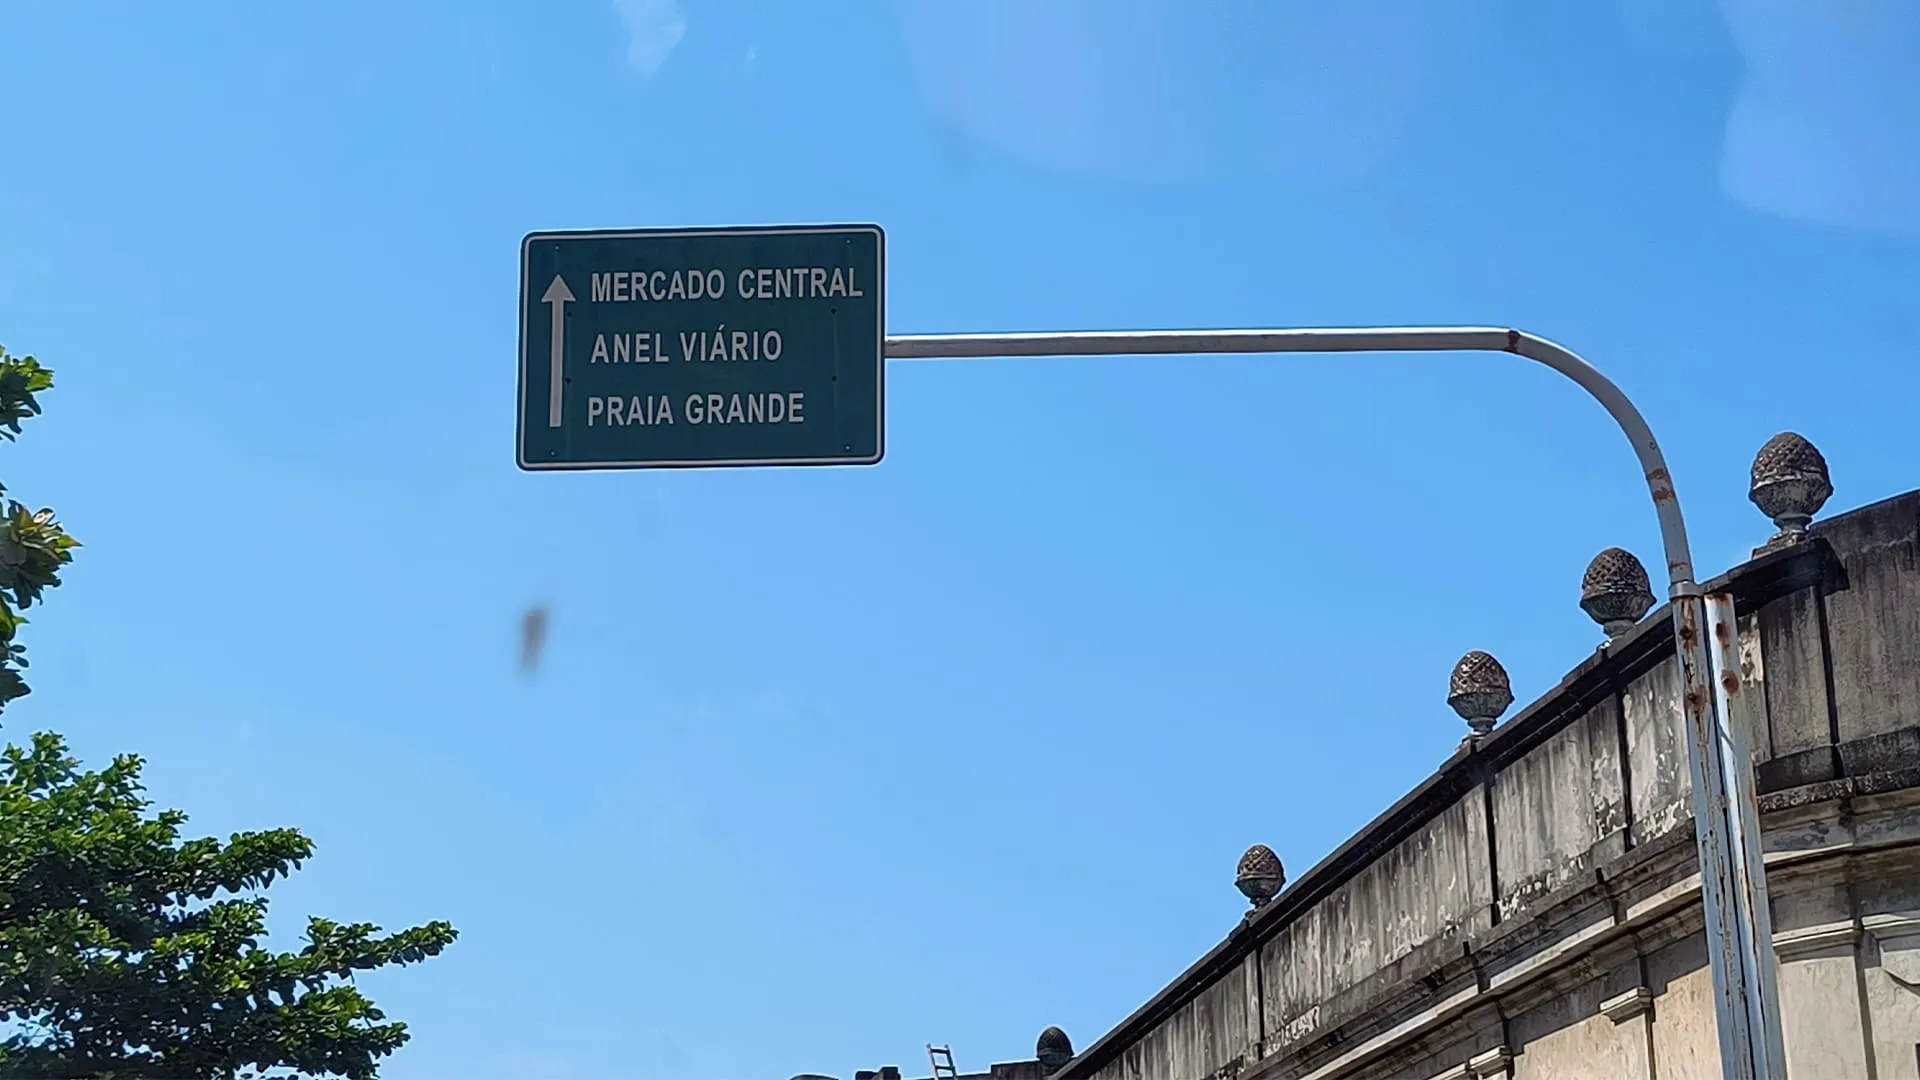 MERCADO CENTRAL
ANEL VIÁRIO
PRAIA GRANDE